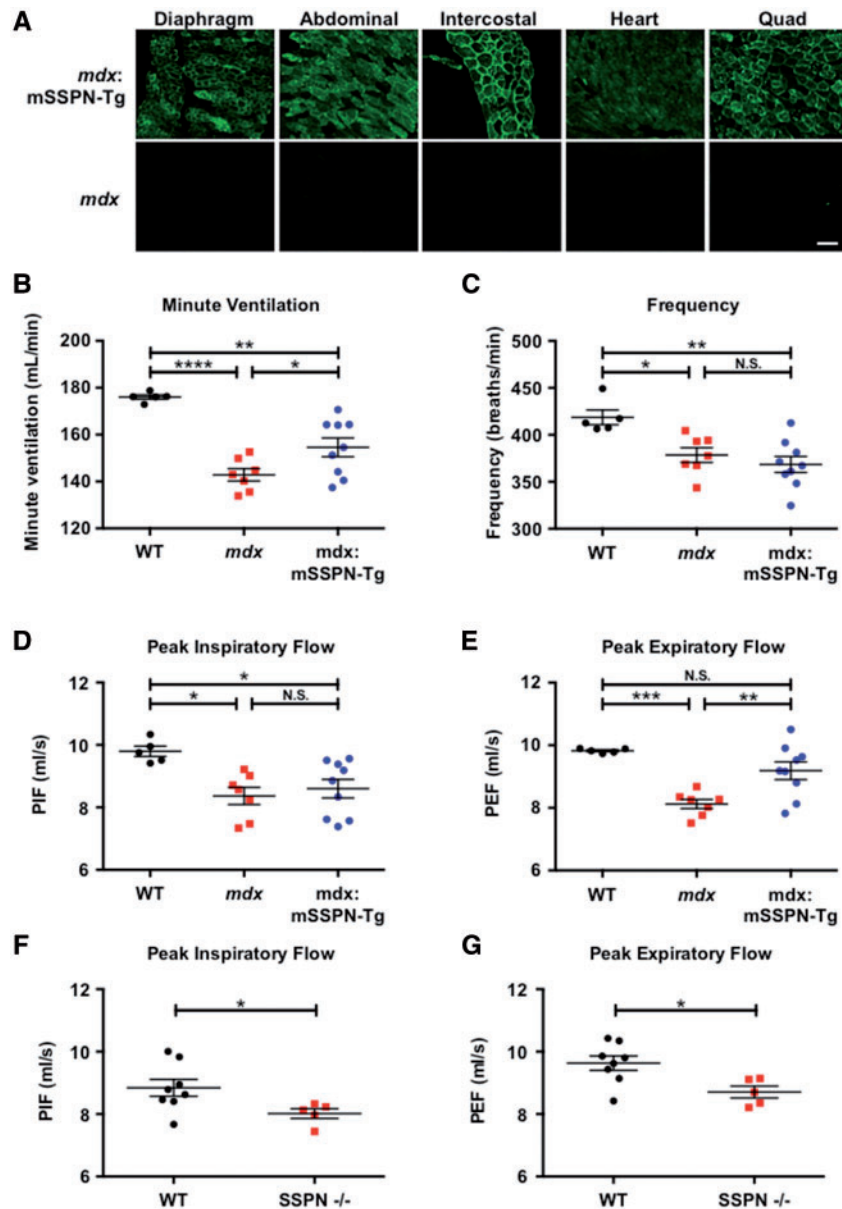 A
Diaphragm Abdominal Intercostal Heart Quad
mdx:
mSSPN-Tg
mdx
B
Minute Ventilation
Minute ventilation (mL/min)
200
180
160
140
120
**
****
*
WT
mdx
mdx:
mSSPN-Tg
C
Frequency
Frequency (breaths/min)
500
450
400
350
300
**
*
N.S.
WT
mdx
mdx:
mSSPN-Tg
D
Peak Inspiratory Flow
PIF (ml/s)
12
10
8
6
*
*
N.S.
WT
mdx
mdx:
mSSPN-Tg
E
Peak Expiratory Flow
PEF (ml/s)
12
10
8
6
N.S.
***
**
WT
mdx
mdx:
mSSPN-Tg
F
Peak Inspiratory Flow
PIF (ml/s)
12
10
8
6
*
WT
SSPN -/-
G
Peak Expiratory Flow
PEF (ml/s)
12
10
8
6
*
WT
SSPN -/-